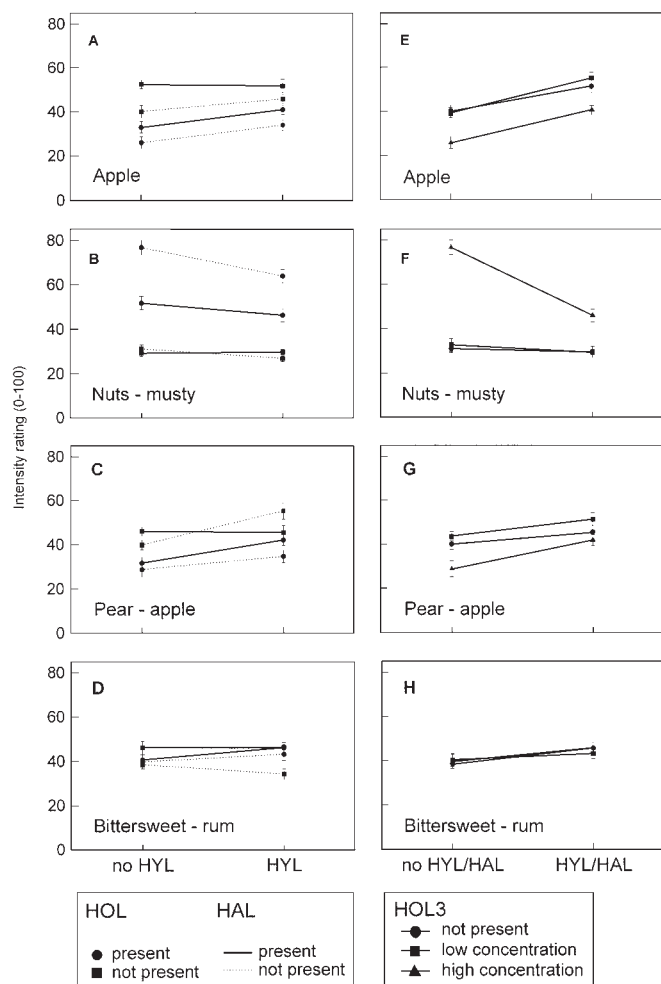 80
A
60
40
20
Apple
0
E
Apple
80
B
60
40
20
Nuts - musty
0
F
Nuts - musty
Intensity rating (0-100)
80
C
60
40
20
Pear - apple
0
G
Pear - apple
80
D
60
40
20
Bittersweet - rum
0
H
Bittersweet - rum
no HYL HYL
no HYL/HAL HYL/HAL
HOL HAL
present present
not present not present
HOL3
not present
low concentration
high concentration